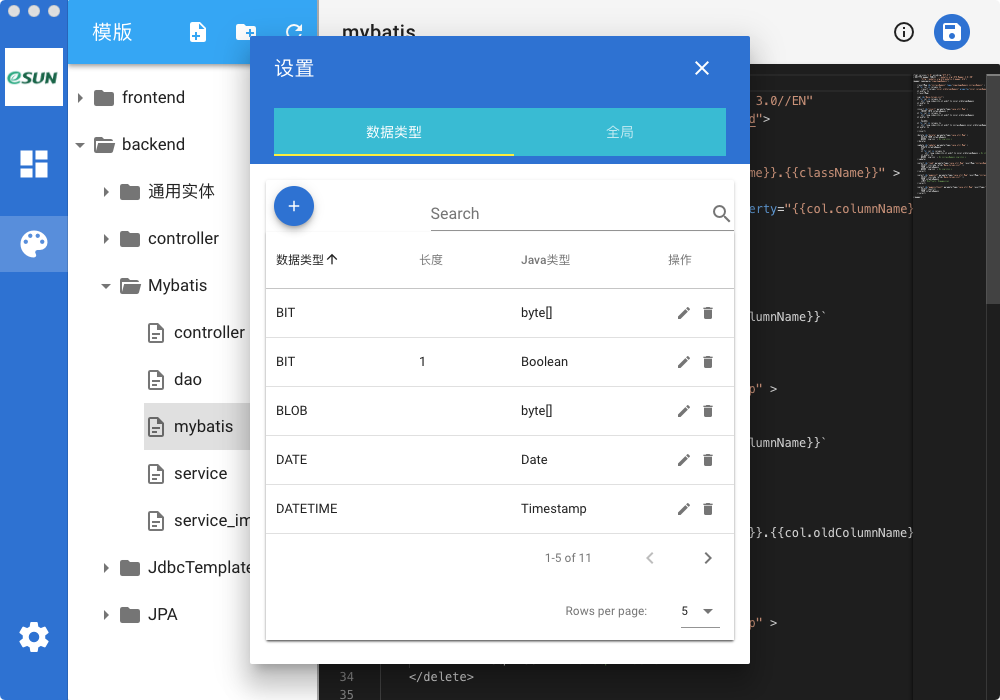 模版
mybatis
eSUN
frontend
backend
通用实体
controller
Mybatis
controller
dao
mybatis
service
service_im
JdbcTemplate
JPA
设置
数据类型
全局
Search
数据类型 长度 Java类型 操作
BIT byte[]
BIT 1 Boolean
BLOB byte[]
DATE Date
DATETIME Timestamp
1-5 of 11
Rows per page: 5
3.0//EN"
d">
me}}.{{className}}" >
erty="{{col.columnName}
lumnName}}`
p" >
lumnName}}`
}}.{{col.oldColumnName}
p" >
34 </delete>
35